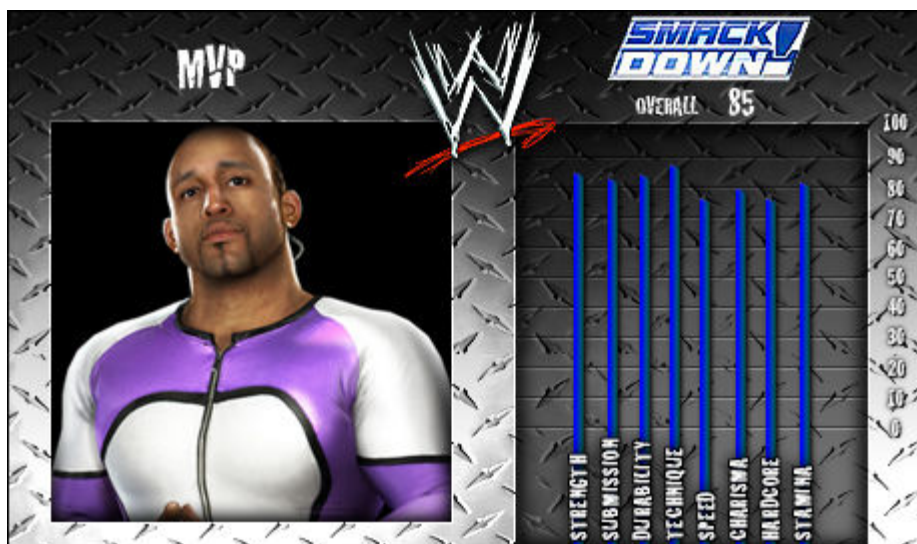 MVP
W
SMACK
DOWN!
OVERALL 85
100
90
80
70
60
50
40
30
20
10
0
STRENGTH
SUBMISSION
DURABILITY
TECHNIQUE
SPEED
CHARISMA
HARDCORE
STAMINA